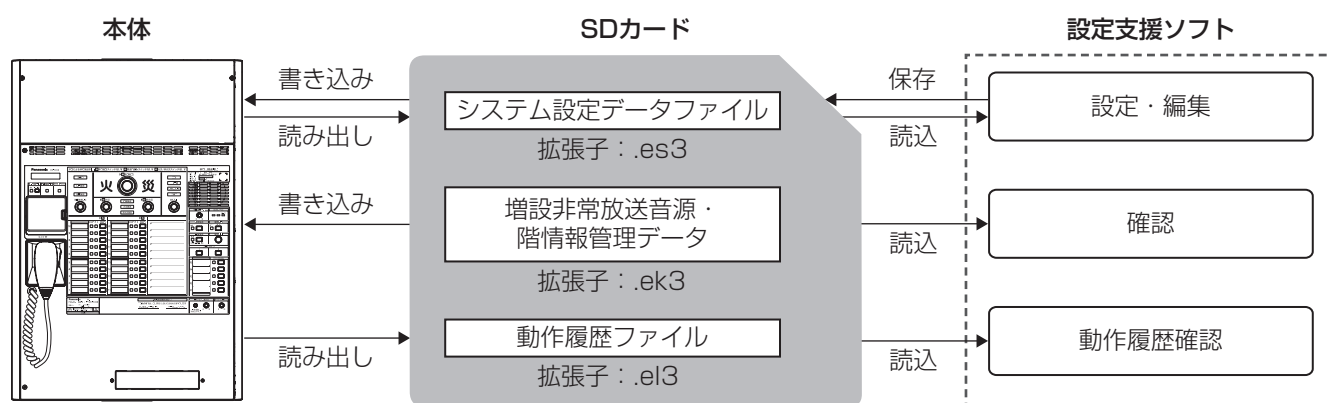 本体
SDカード
設定支援ソフト
書き込み
読み出し
システム設定データファイル
拡張子：.es3
保存
読込
設定・編集
書き込み
増設非常放送音源・
階情報管理データ
拡張子：.ek3
読込
確認
読み出し
動作履歴ファイル
拡張子：.el3
読込
動作履歴確認
Panasonic
火災